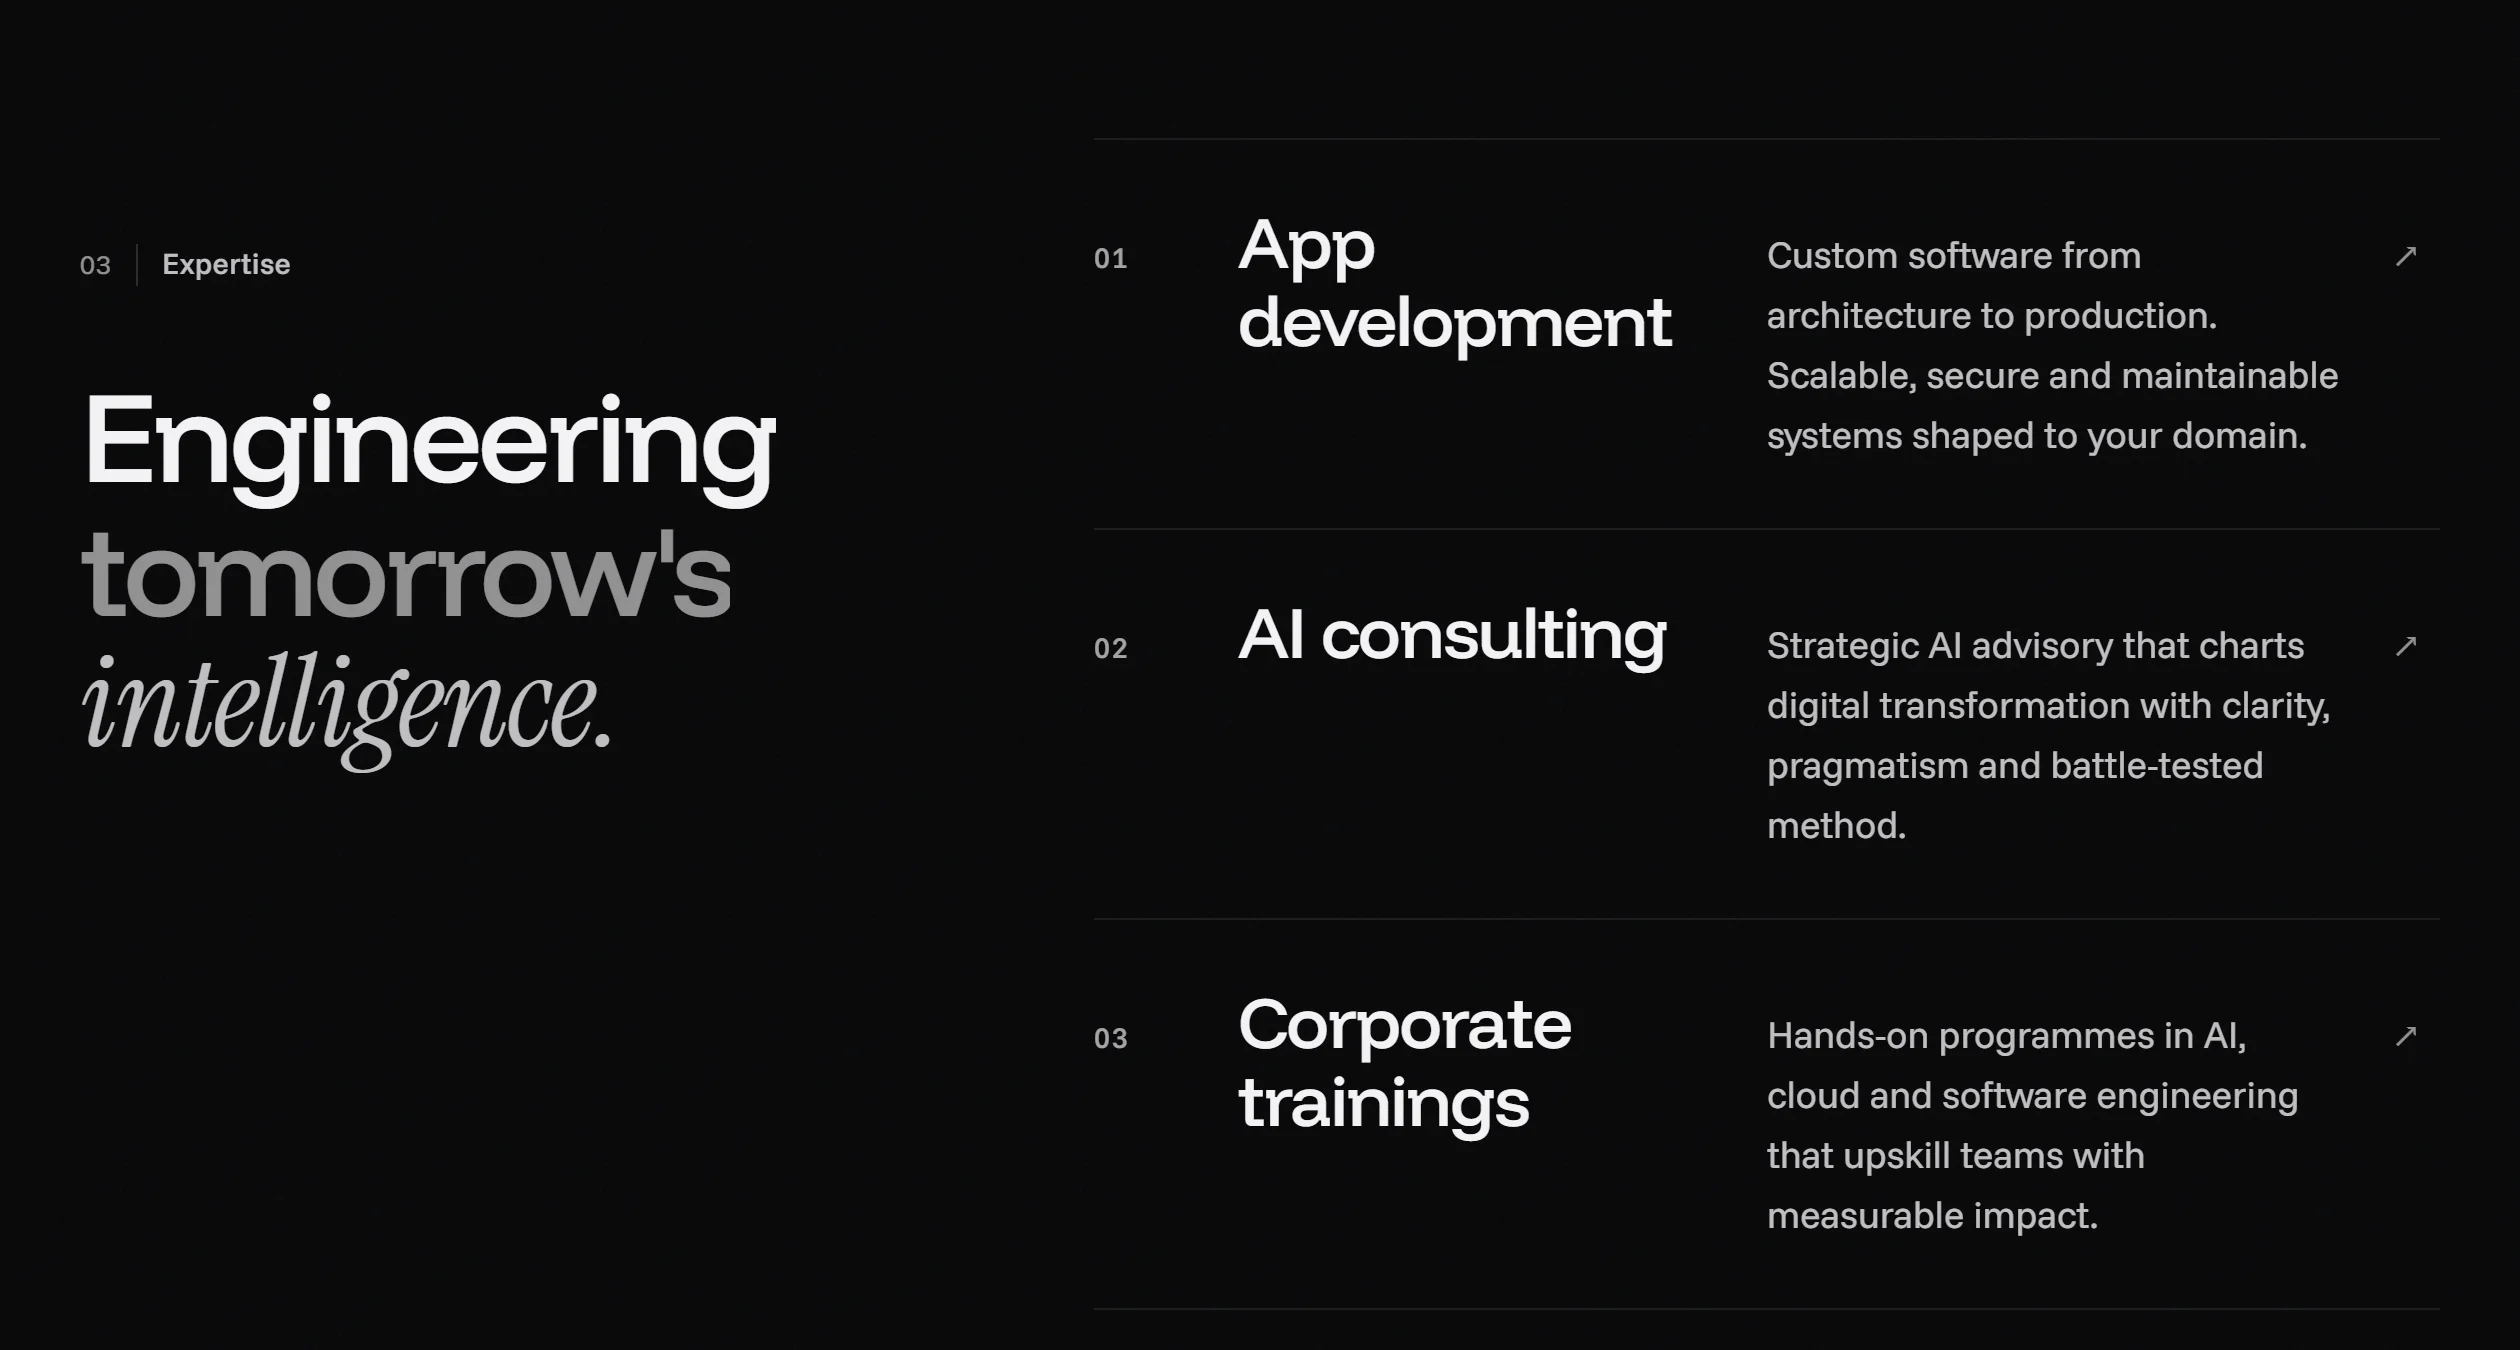 03 Expertise
Engineering
tomorrow's
intelligence.
01
App
development
Custom software from
architecture to production.
Scalable, secure and maintainable
systems shaped to your domain.
↗
02
AI consulting
Strategic AI advisory that charts
digital transformation with clarity,
pragmatism and battle-tested
method.
↗
03
Corporate
trainings
Hands-on programmes in AI,
cloud and software engineering
that upskill teams with
measurable impact.
↗